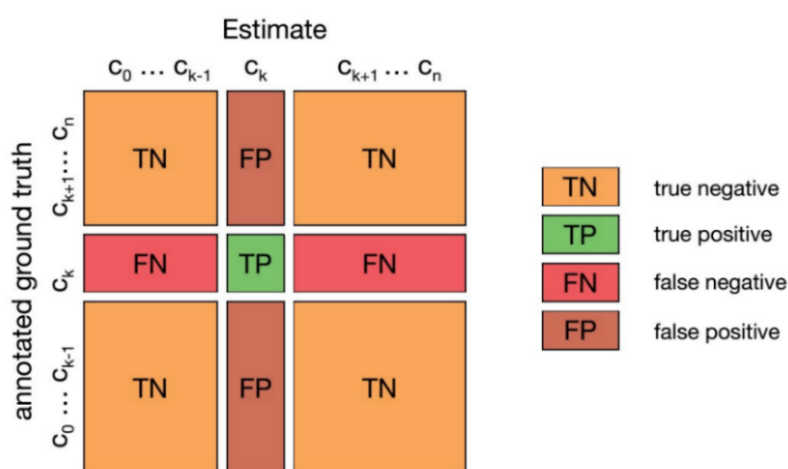 Estimate
c₀ … cₖ₋₁ cₖ cₖ₊₁ … cₙ
annotated ground truth
cₖ₊₁… cₙ
TN FP TN
cₖ
FN TP FN
c₀ … cₖ₋₁
TN FP TN
TN true negative
TP true positive
FN false negative
FP false positive